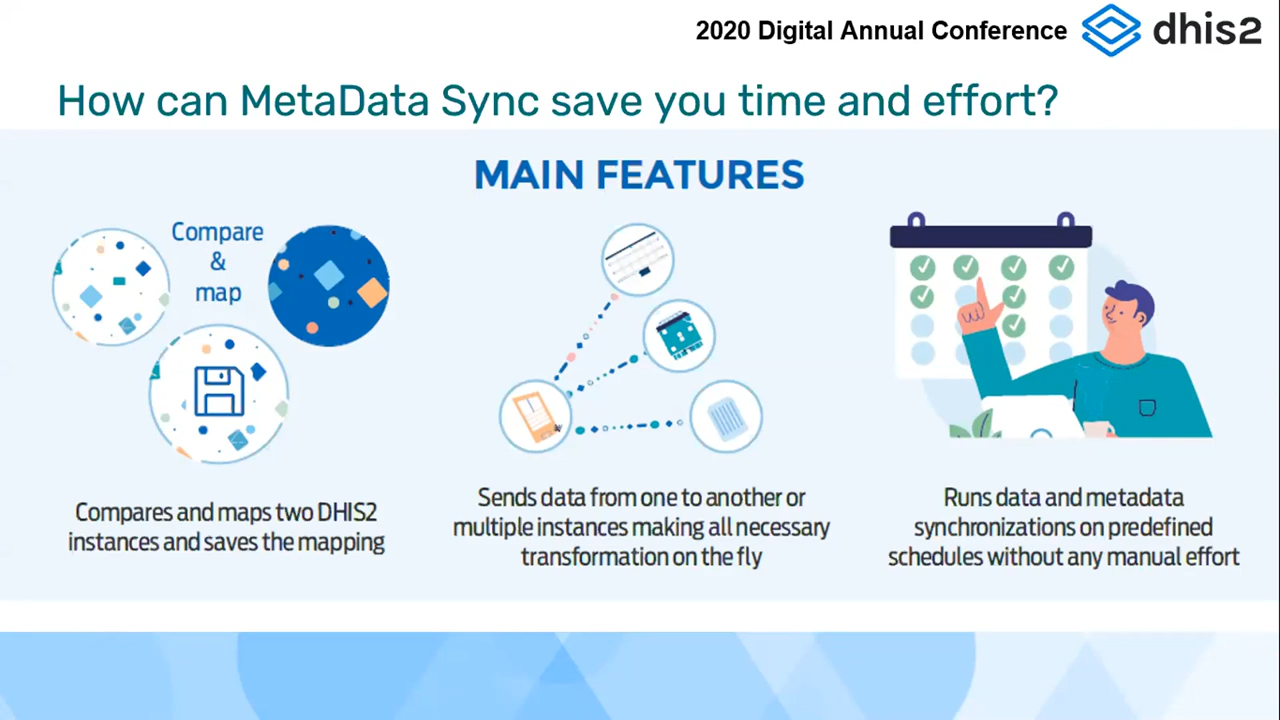 2020 Digital Annual Conference dhis2
How can MetaData Sync save you time and effort?
MAIN FEATURES
Compare
&
map
Compares and maps two DHIS2
instances and saves the mapping
Sends data from one to another or
multiple instances making all necessary
transformation on the fly
Runs data and metadata
synchronizations on predefined
schedules without any manual effort